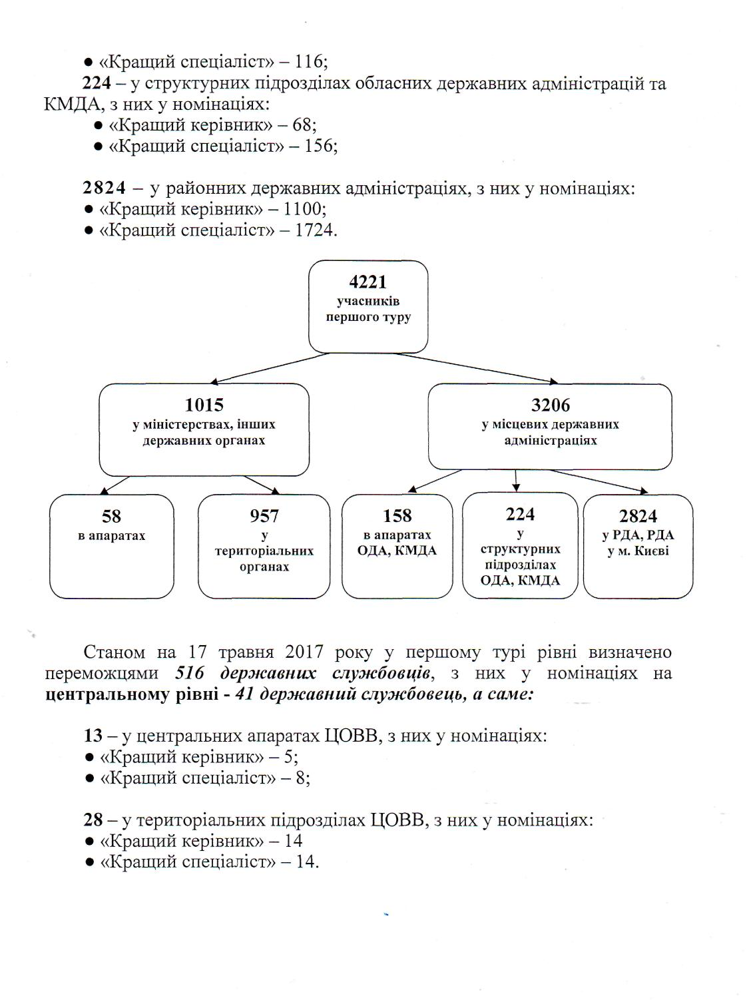 ● «Кращий спеціаліст» – 116;
224 – у структурних підрозділах обласних державних адміністрацій та
КМДА, з них у номінаціях:
● «Кращий керівник» – 68;
● «Кращий спеціаліст» – 156;
2824 – у районних державних адміністраціях, з них у номінаціях:
● «Кращий керівник» – 1100;
● «Кращий спеціаліст» – 1724.
4221
учасників
першого туру
1015
у міністерствах, інших
державних органах
3206
у місцевих державних
адміністраціях
58
в апаратах
957
у
територіальних
органах
158
в апаратах
ОДА, КМДА
224
у
структурних
підрозділах
ОДА, КМДА
2824
у РДА, РДА
у м. Києві
Станом на 17 травня 2017 року у першому турі рівні визначено
переможцями 516 державних службовців, з них у номінаціях на
центральному рівні - 41 державний службовець, а саме:
13 – у центральних апаратах ЦОВВ, з них у номінаціях:
● «Кращий керівник» – 5;
● «Кращий спеціаліст» – 8;
28 – у територіальних підрозділах ЦОВВ, з них у номінаціях:
● «Кращий керівник» – 14
● «Кращий спеціаліст» – 14.